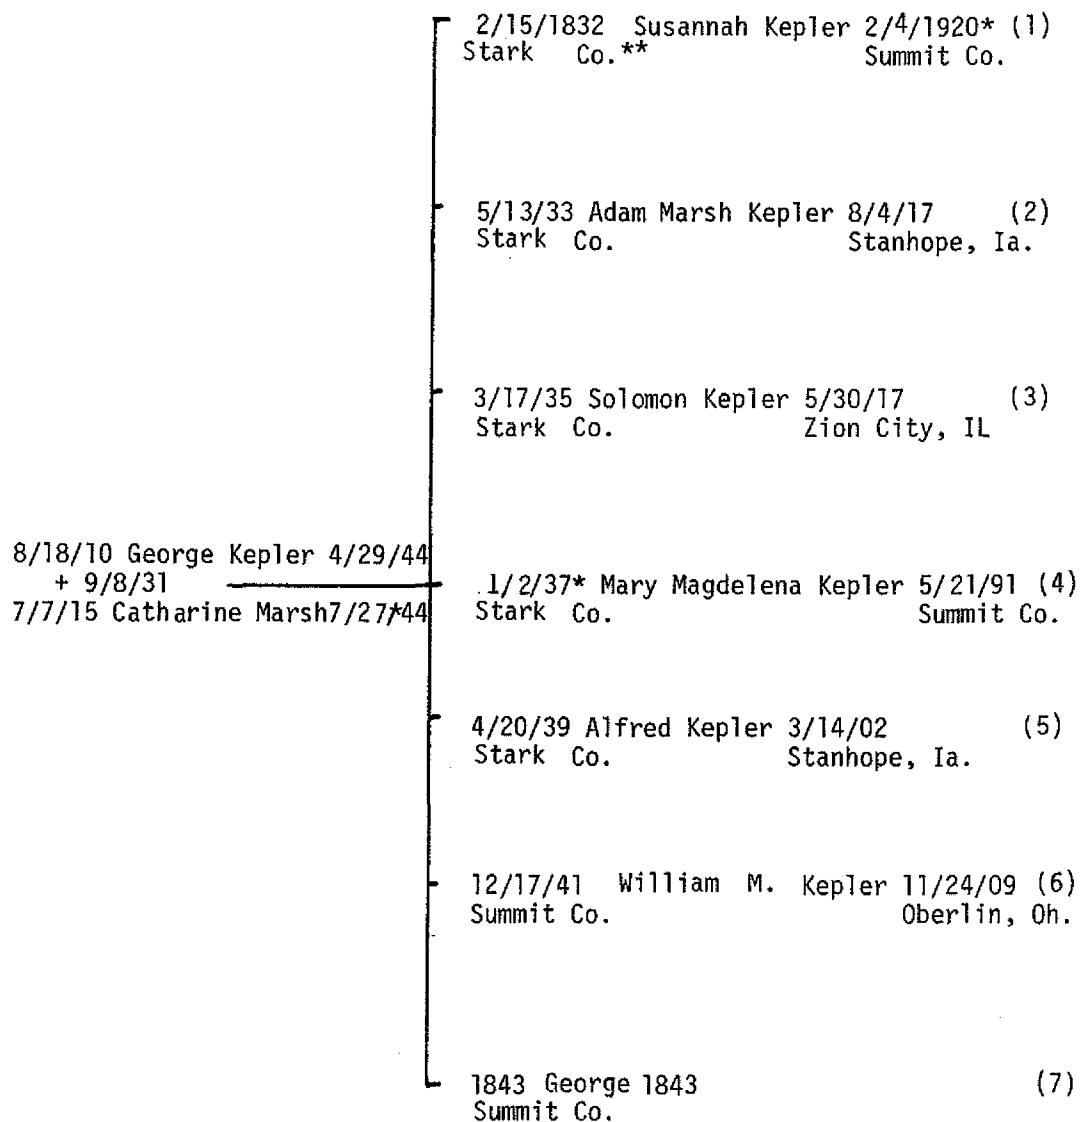 2/15/1832 Susannah Kepler 2/4/1920* (1)
Stark Co.** Summit Co.
5/13/33 Adam Marsh Kepler 8/4/17 (2)
Stark Co. Stanhope, Ia.
3/17/35 Solomon Kepler 5/30/17 (3)
Stark Co. Zion City, IL
8/18/10 George Kepler 4/29/44
+ 9/8/31
7/7/15 Catharine Marsh7/27*44
1/2/37* Mary Magdelena Kepler 5/21/91 (4)
Stark Co. Summit Co.
4/20/39 Alfred Kepler 3/14/02 (5)
Stark Co. Stanhope, Ia.
12/17/41 William M. Kepler 11/24/09 (6)
Summit Co. Oberlin, Oh.
1843 George 1843 (7)
Summit Co.